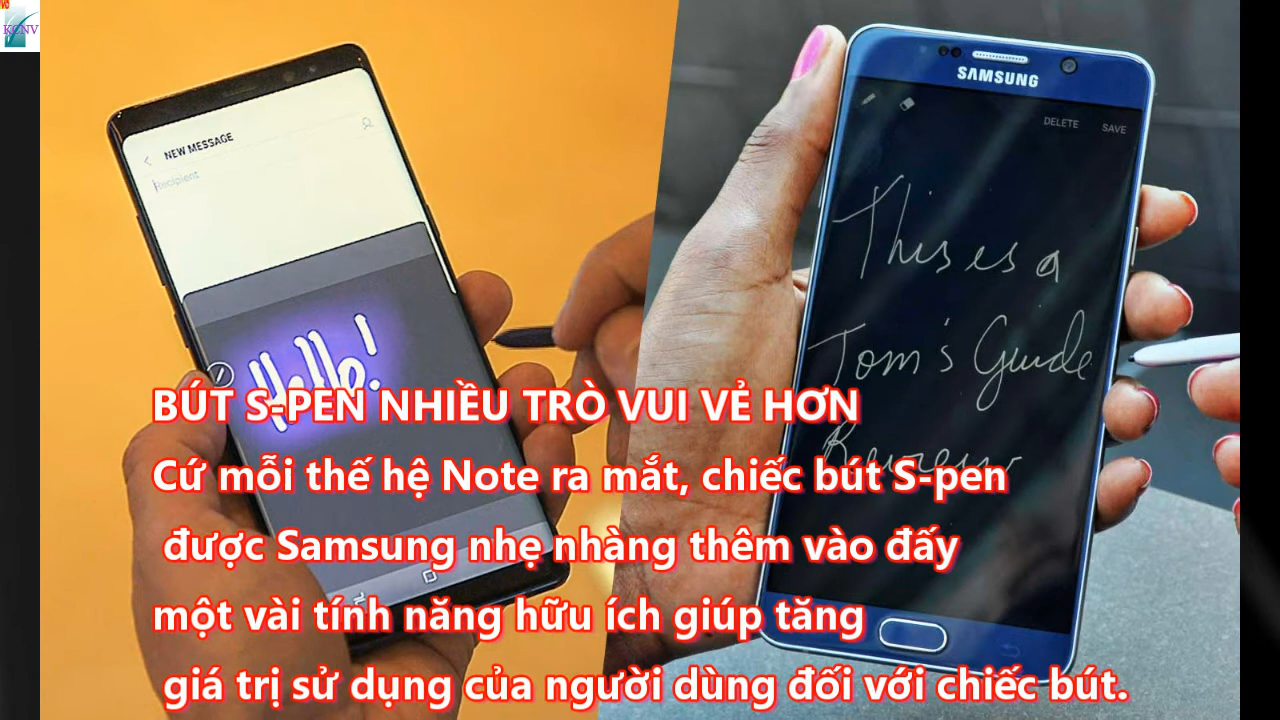 VC
KCNV
NEW MESSAGE
Recipient
Hello!
SAMSUNG
DELETE SAVE
This is a
Tom's Guide
Review
BÚT S-PEN NHIỀU TRÒ VUI VẺ HƠN
Cứ mỗi thế hệ Note ra mắt, chiếc bút S-pen
được Samsung nhẹ nhàng thêm vào đấy
một vài tính năng hữu ích giúp tăng
giá trị sử dụng của người dùng đối với chiếc bút.